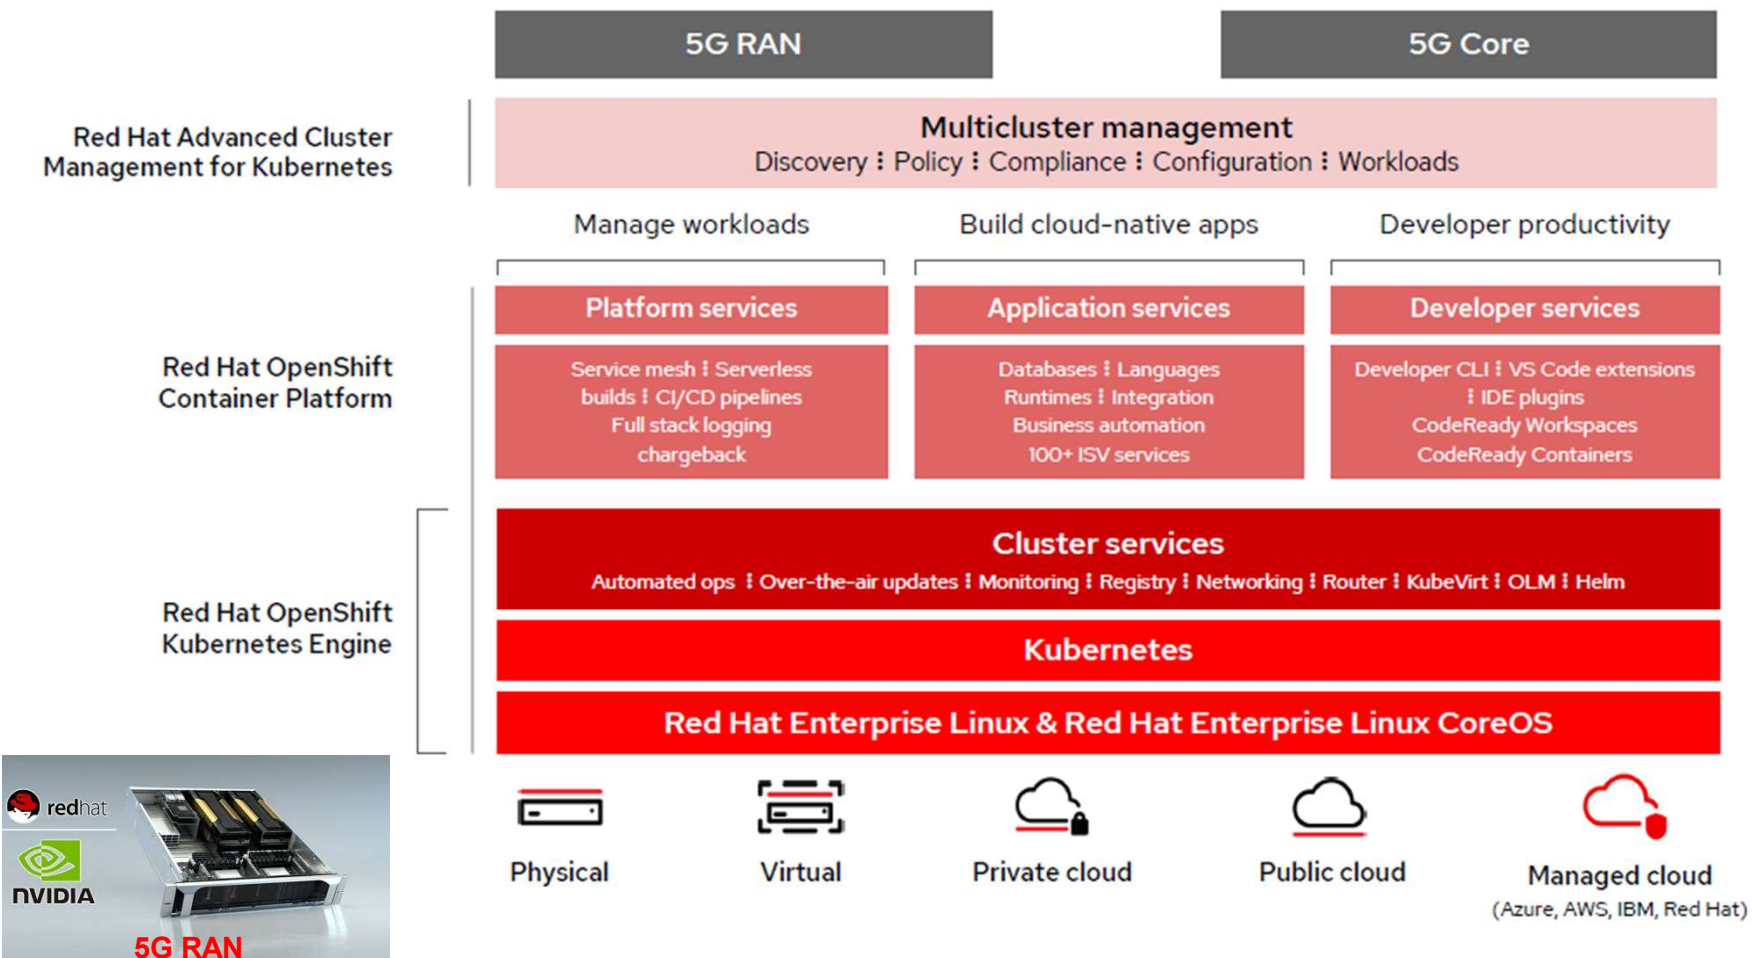 5G RAN
5G Core
Red Hat Advanced Cluster
Management for Kubernetes
Multicluster management
Discovery ⁝ Policy ⁝ Compliance ⁝ Configuration ⁝ Workloads
Manage workloads
Build cloud-native apps
Developer productivity
Red Hat OpenShift
Container Platform
Platform services
Service mesh ⁝ Serverless
builds ⁝ CI/CD pipelines
Full stack logging
chargeback
Application services
Databases ⁝ Languages
Runtimes ⁝ Integration
Business automation
100+ ISV services
Developer services
Developer CLI ⁝ VS Code extensions
⁝ IDE plugins
CodeReady Workspaces
CodeReady Containers
Red Hat OpenShift
Kubernetes Engine
Cluster services
Automated ops ⁝ Over-the-air updates ⁝ Monitoring ⁝ Registry ⁝ Networking ⁝ Router ⁝ KubeVirt ⁝ OLM ⁝ Helm
Kubernetes
Red Hat Enterprise Linux & Red Hat Enterprise Linux CoreOS
redhat
NVIDIA
5G RAN
Physical
Virtual
Private cloud
Public cloud
Managed cloud
(Azure, AWS, IBM, Red Hat)